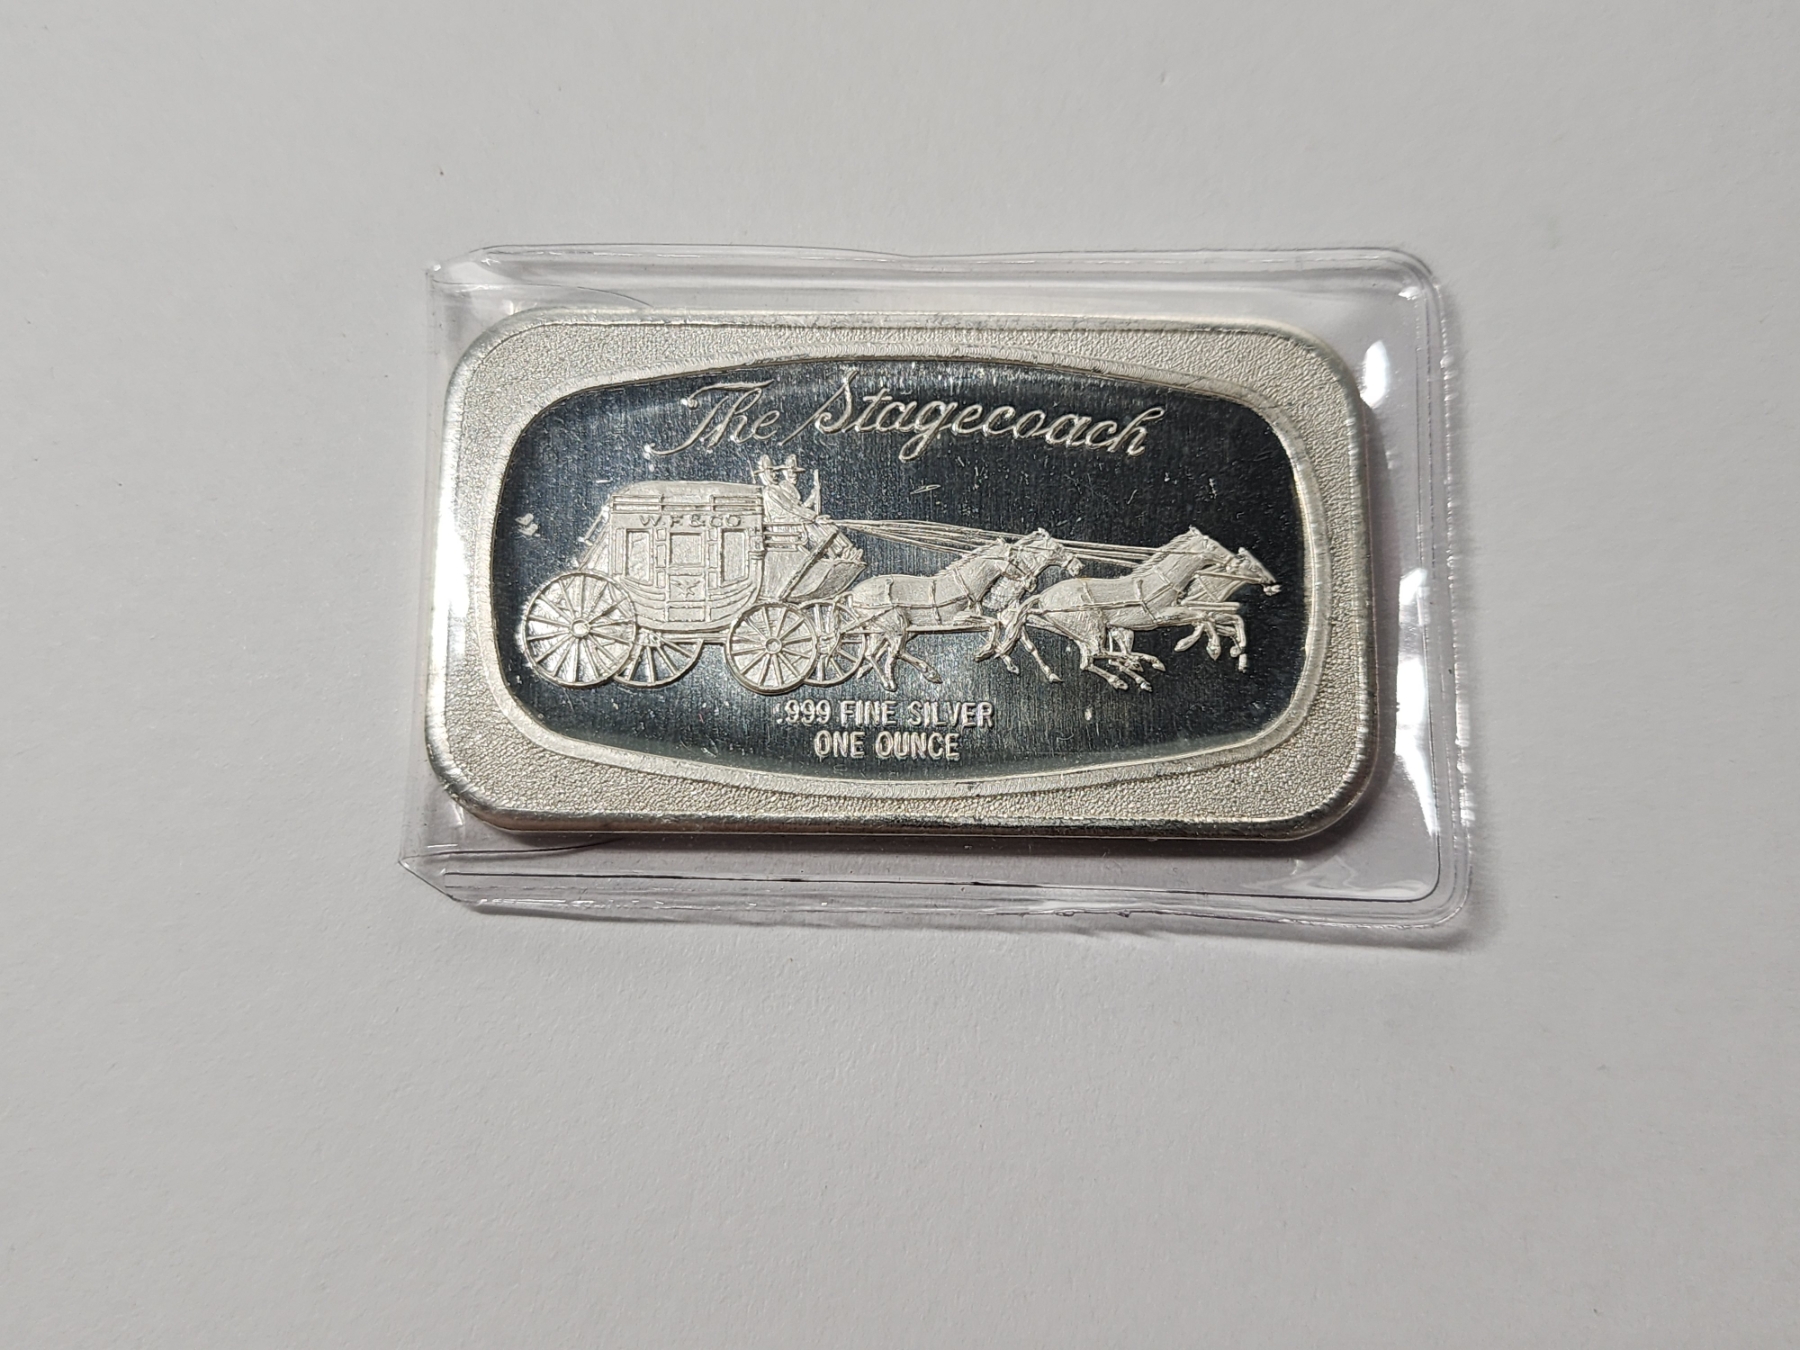 The Stagecoach
W.F.&CO
.999 FINE SILVER
ONE OUNCE